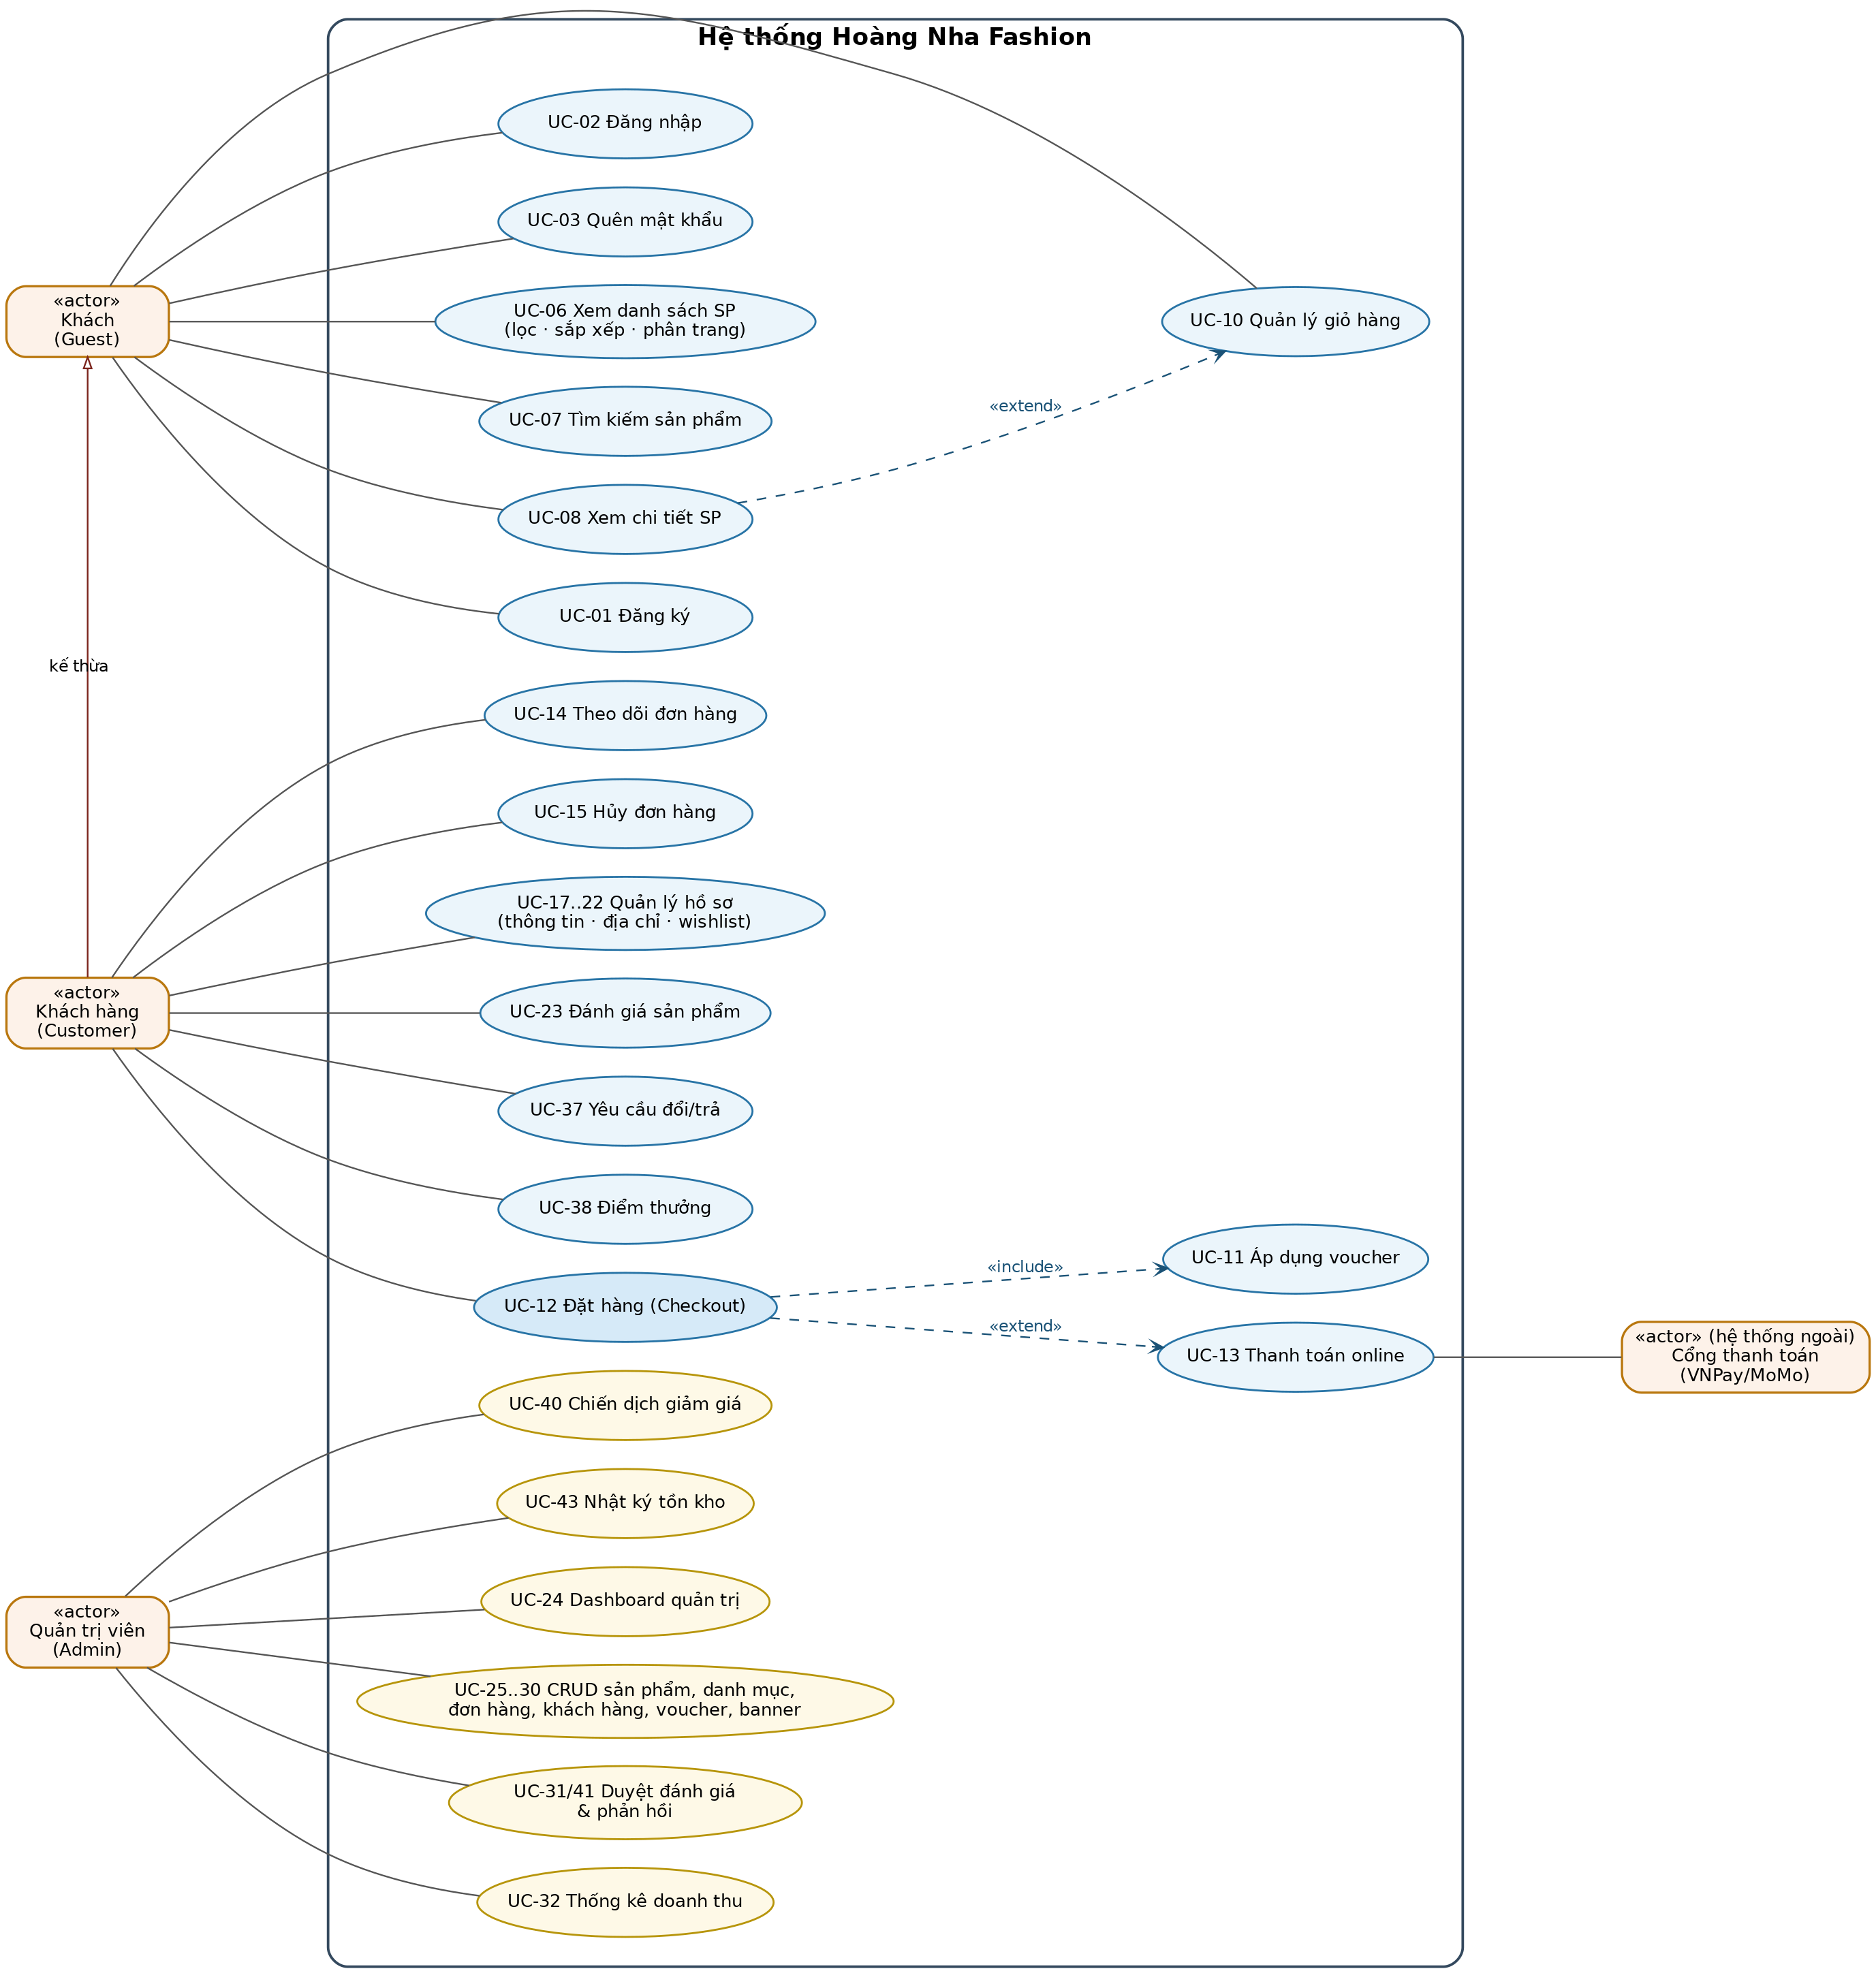 Hệ thống Hoàng Nha Fashion
UC-02 Đăng nhập
UC-03 Quên mật khẩu
«actor»
Khách
(Guest)
UC-06 Xem danh sách SP
(lọc · sắp xếp · phân trang)
UC-10 Quản lý giỏ hàng
UC-07 Tìm kiếm sản phẩm
«extend»
UC-08 Xem chi tiết SP
UC-01 Đăng ký
kế thừa
UC-14 Theo dõi đơn hàng
UC-15 Hủy đơn hàng
UC-17..22 Quản lý hồ sơ
(thông tin · địa chỉ · wishlist)
«actor»
Khách hàng
(Customer)
UC-23 Đánh giá sản phẩm
UC-37 Yêu cầu đổi/trả
UC-38 Điểm thưởng
UC-11 Áp dụng voucher
«include»
UC-12 Đặt hàng (Checkout)
«extend»
UC-13 Thanh toán online
«actor» (hệ thống ngoài)
Cổng thanh toán
(VNPay/MoMo)
UC-40 Chiến dịch giảm giá
UC-43 Nhật ký tồn kho
«actor»
Quản trị viên
(Admin)
UC-24 Dashboard quản trị
UC-25..30 CRUD sản phẩm, danh mục,
đơn hàng, khách hàng, voucher, banner
UC-31/41 Duyệt đánh giá
& phản hồi
UC-32 Thống kê doanh thu